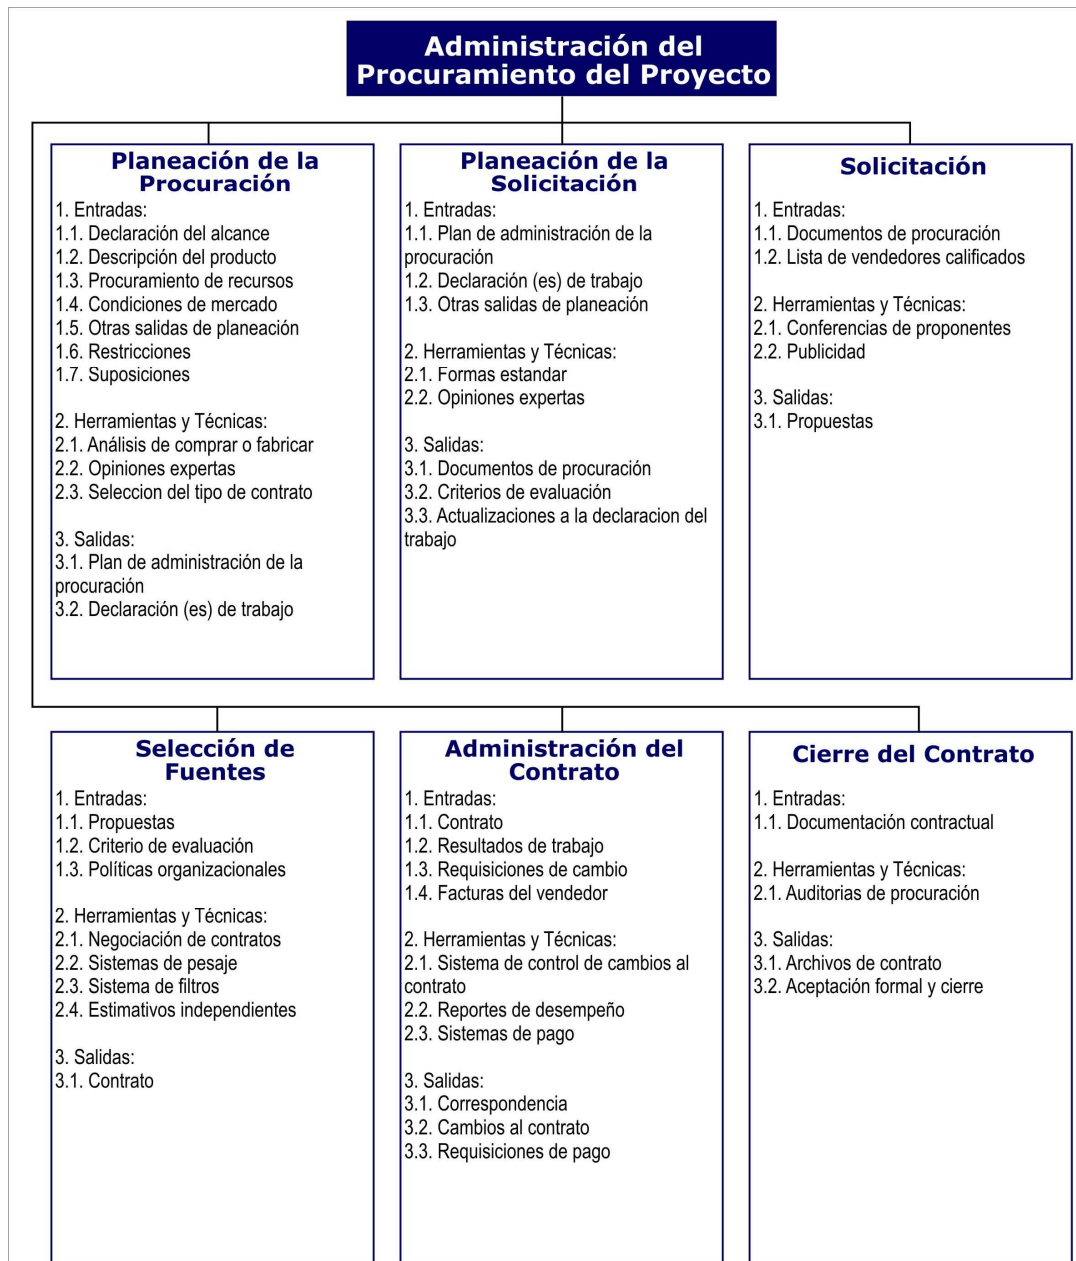 Administración del
Procuramiento del Proyecto
Planeación de la
Procuración
1. Entradas:
1.1. Declaración del alcance
1.2. Descripción del producto
1.3. Procuramiento de recursos
1.4. Condiciones de mercado
1.5. Otras salidas de planeación
1.6. Restricciones
1.7. Suposiciones
2. Herramientas y Técnicas:
2.1. Análisis de comprar o fabricar
2.2. Opiniones expertas
2.3. Seleccion del tipo de contrato
3. Salidas:
3.1. Plan de administración de la
procuración
3.2. Declaración (es) de trabajo
Planeación de la
Solicitación
1. Entradas:
1.1. Plan de administración de la
procuración
1.2. Declaración (es) de trabajo
1.3. Otras salidas de planeación
2. Herramientas y Técnicas:
2.1. Formas estandar
2.2. Opiniones expertas
3. Salidas:
3.1. Documentos de procuración
3.2. Criterios de evaluación
3.3. Actualizaciones a la declaracion del
trabajo
Solicitación
1. Entradas:
1.1. Documentos de procuración
1.2. Lista de vendedores calificados
2. Herramientas y Técnicas:
2.1. Conferencias de proponentes
2.2. Publicidad
3. Salidas:
3.1. Propuestas
Selección de
Fuentes
1. Entradas:
1.1. Propuestas
1.2. Criterio de evaluación
1.3. Políticas organizacionales
2. Herramientas y Técnicas:
2.1. Negociación de contratos
2.2. Sistemas de pesaje
2.3. Sistema de filtros
2.4. Estimativos independientes
3. Salidas:
3.1. Contrato
Administración del
Contrato
1. Entradas:
1.1. Contrato
1.2. Resultados de trabajo
1.3. Requisiciones de cambio
1.4. Facturas del vendedor
2. Herramientas y Técnicas:
2.1. Sistema de control de cambios al
contrato
2.2. Reportes de desempeño
2.3. Sistemas de pago
3. Salidas:
3.1. Correspondencia
3.2. Cambios al contrato
3.3. Requisiciones de pago
Cierre del Contrato
1. Entradas:
1.1. Documentación contractual
2. Herramientas y Técnicas:
2.1. Auditorias de procuración
3. Salidas:
3.1. Archivos de contrato
3.2. Aceptación formal y cierre